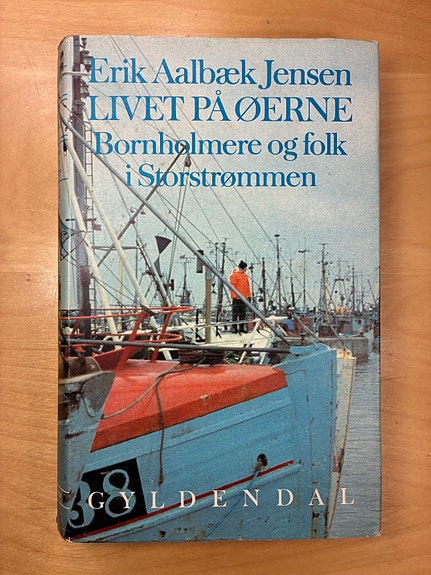 Erik Aalbæk Jensen
LIVET PÅ ØERNE
Bornholmere og folk
i Storstrømmen
38
GYLDENDAL